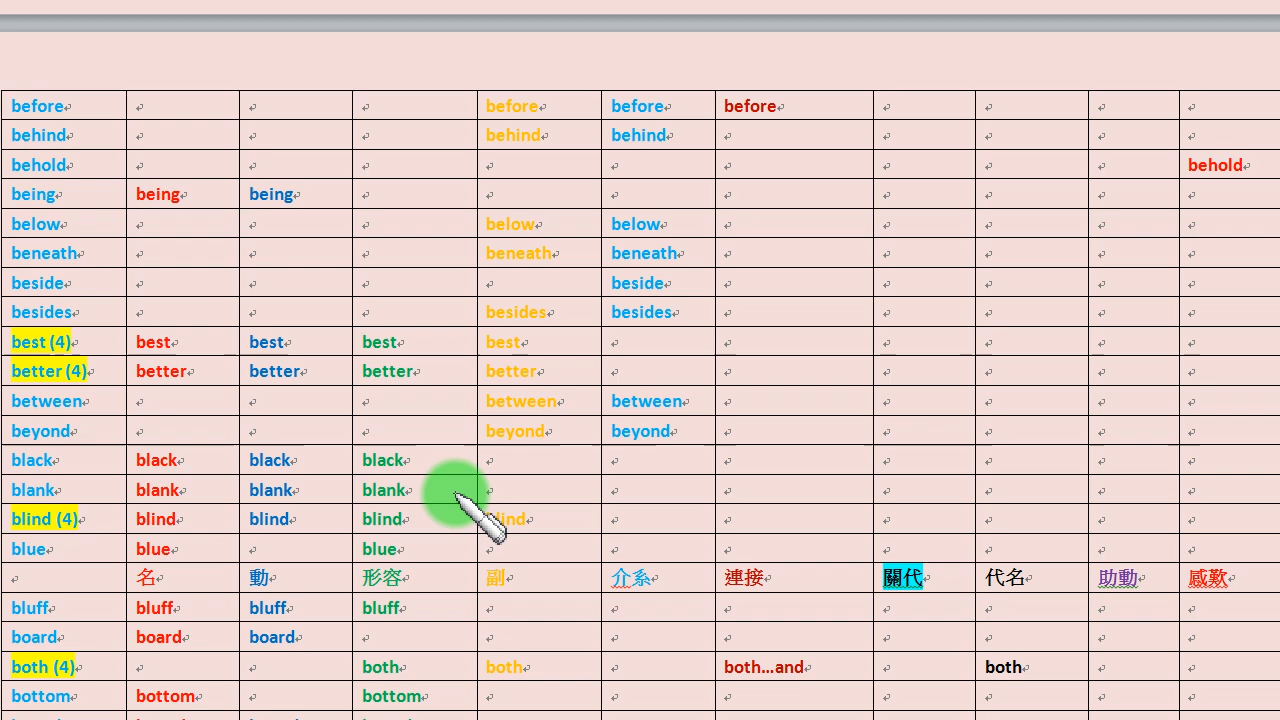 before before before before
behind behind behind
behold behold
being being being
below below below
beneath beneath beneath
beside beside
besides besides besides
best (4) best best best best
better (4) better better better better
between between between
beyond beyond beyond
black black black black
blank blank blank blank
blind (4) blind blind blind blind
blue blue blue
名 動 形容 副 介系 連接 關代 代名 助動 感歎
bluff bluff bluff bluff
board board board
both (4) both both both...and both
bottom bottom bottom